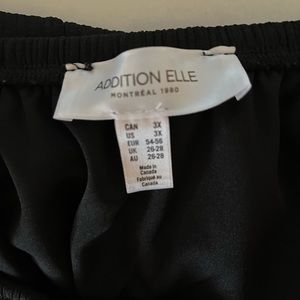 ADDITION ELLE
MONTRÉAL 1980
CAN 3X
US 3X
EUR 54-56
UK 26-28
AU 26-28
Made in
Canada
Fabriqué au
Canada